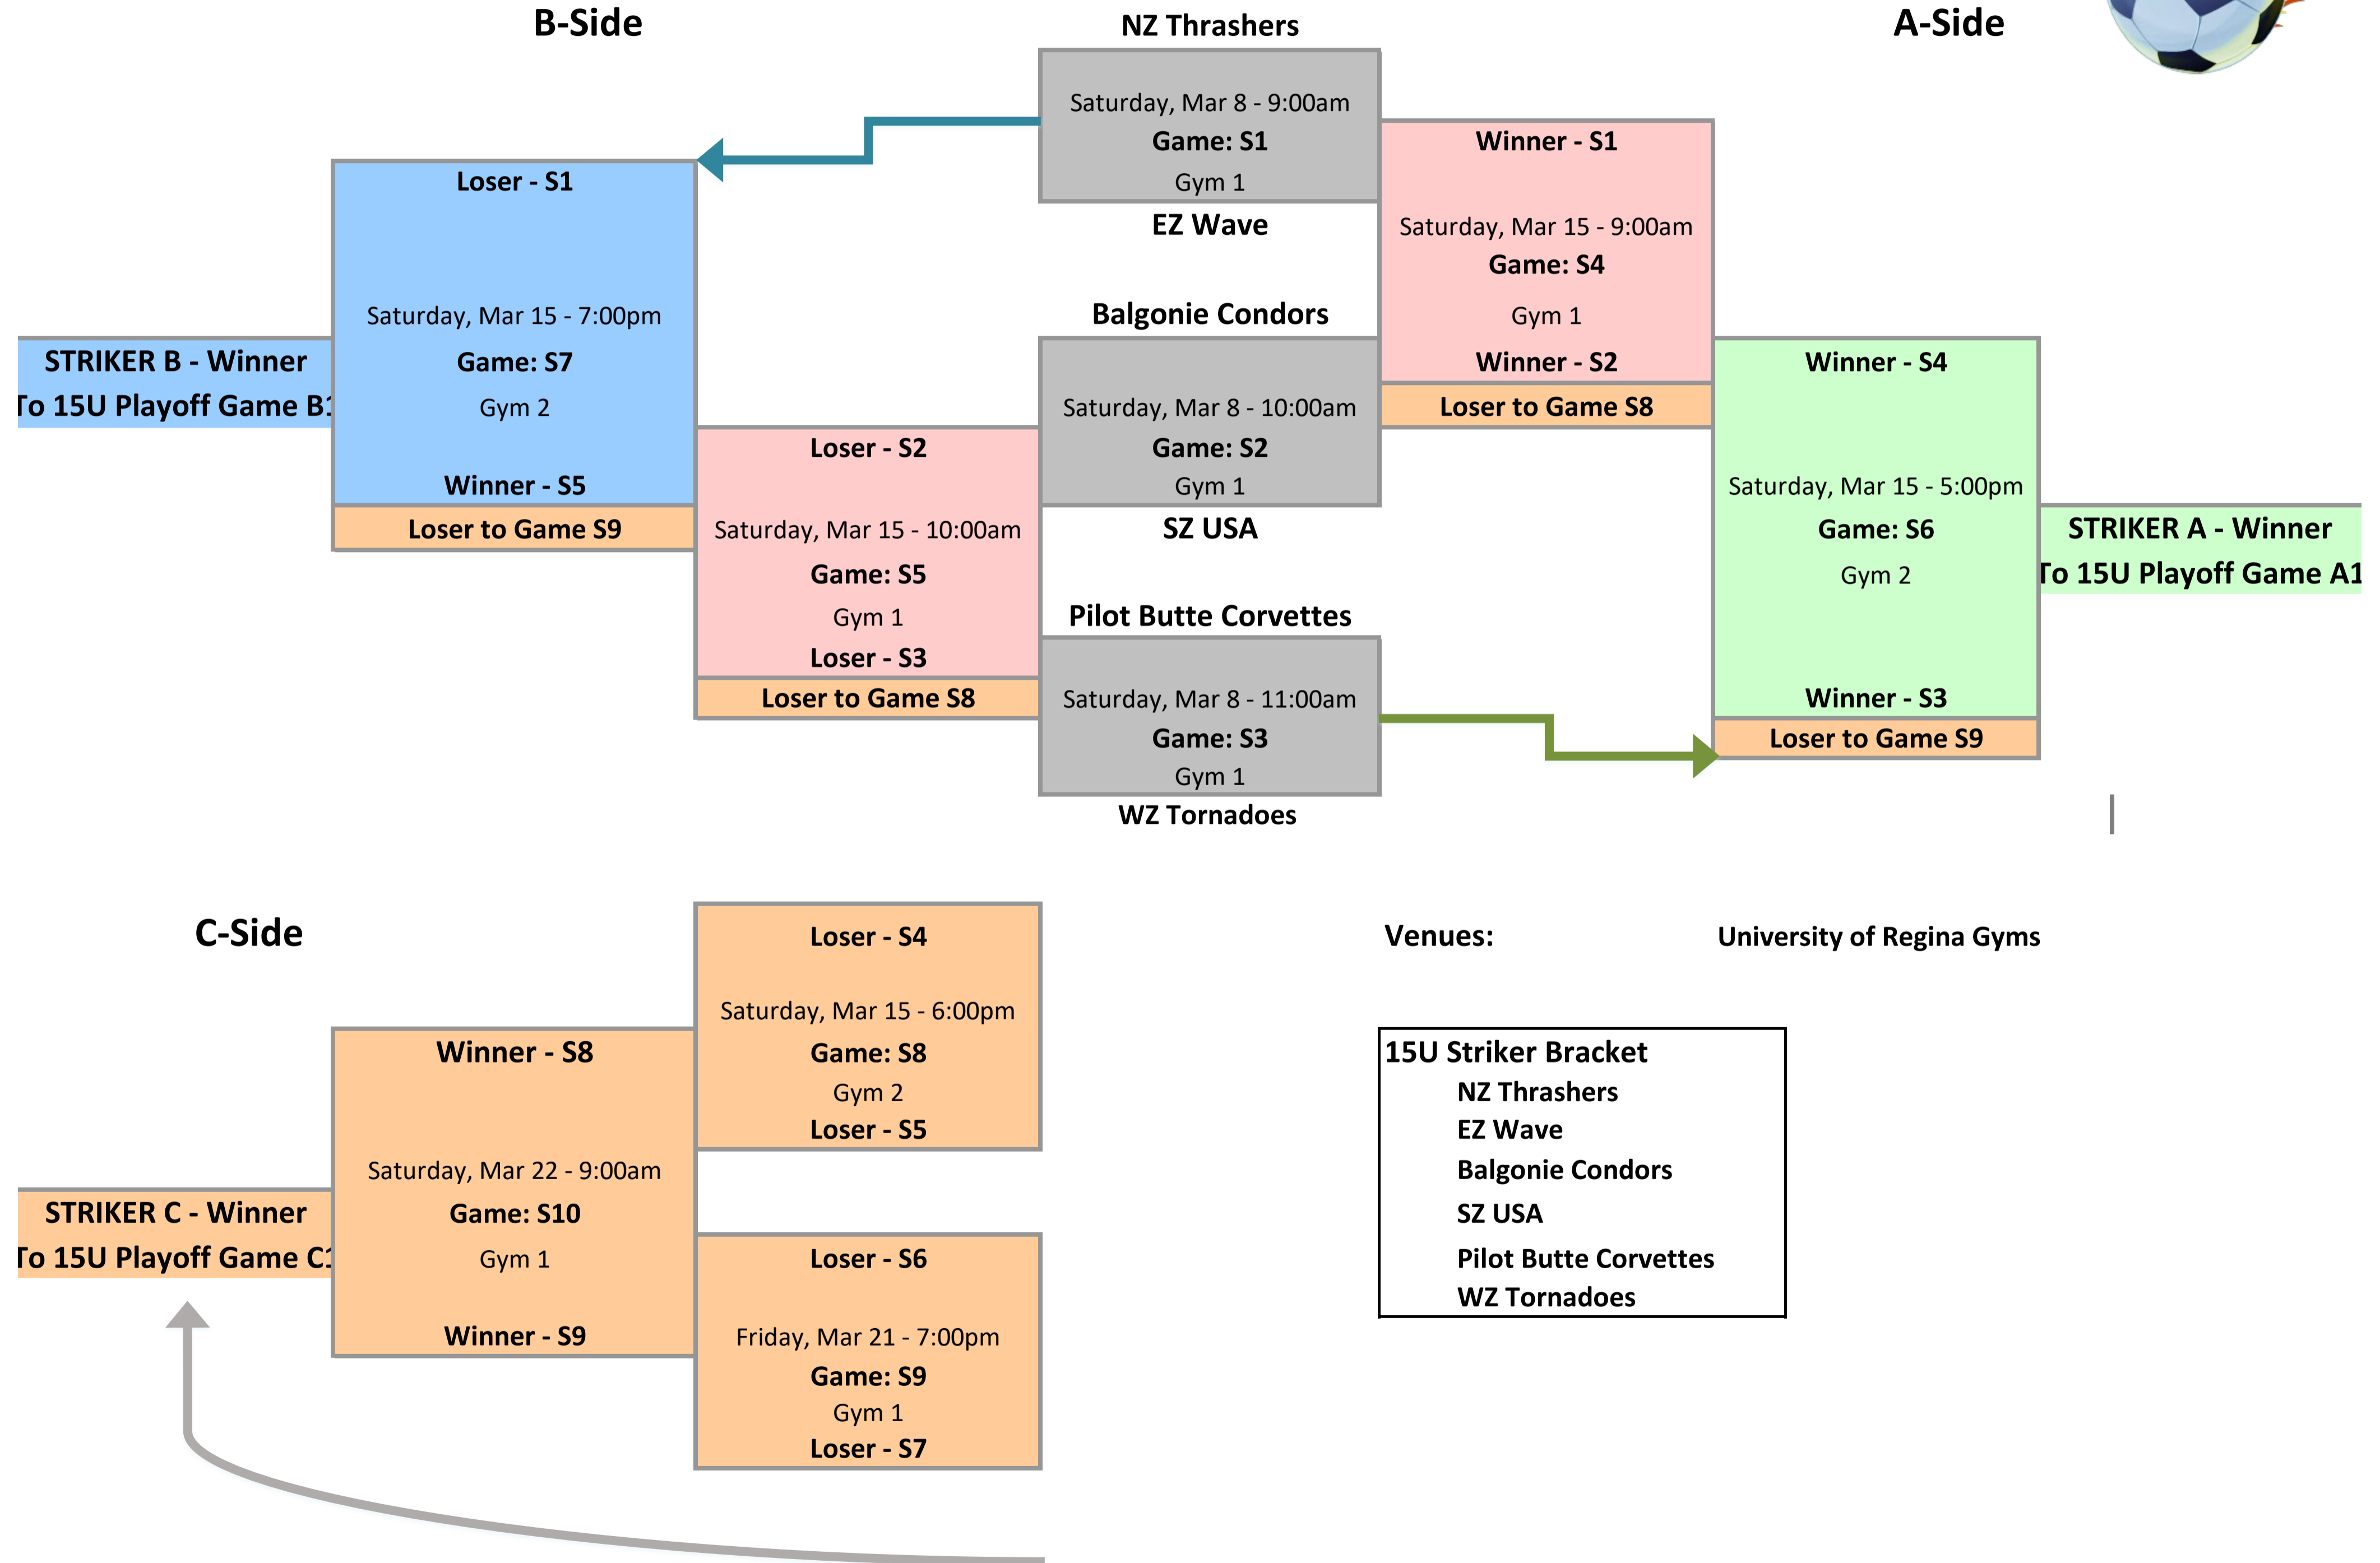 B-Side
NZ Thrashers
A-Side
Saturday, Mar 8 - 9:00am
Game: S1
Gym 1
EZ Wave
Winner - S1
Saturday, Mar 15 - 9:00am
Game: S4
Gym 1
Winner - S2
Loser to Game S8
Loser - S1
Saturday, Mar 15 - 7:00pm
Game: S7
Gym 2
Winner - S5
Loser to Game S9
STRIKER B - Winner
To 15U Playoff Game B1
Balgonie Condors
Saturday, Mar 8 - 10:00am
Game: S2
Gym 1
SZ USA
Loser - S2
Saturday, Mar 15 - 10:00am
Game: S5
Gym 1
Loser - S3
Loser to Game S8
Winner - S4
Saturday, Mar 15 - 5:00pm
Game: S6
Gym 2
Winner - S3
Loser to Game S9
STRIKER A - Winner
To 15U Playoff Game A1
Pilot Butte Corvettes
Saturday, Mar 8 - 11:00am
Game: S3
Gym 1
WZ Tornadoes
C-Side
Loser - S4
Saturday, Mar 15 - 6:00pm
Game: S8
Gym 2
Loser - S5
Winner - S8
Saturday, Mar 22 - 9:00am
Game: S10
Gym 1
Winner - S9
STRIKER C - Winner
To 15U Playoff Game C1
Loser - S6
Friday, Mar 21 - 7:00pm
Game: S9
Gym 1
Loser - S7
Venues:
University of Regina Gyms
15U Striker Bracket
NZ Thrashers
EZ Wave
Balgonie Condors
SZ USA
Pilot Butte Corvettes
WZ Tornadoes